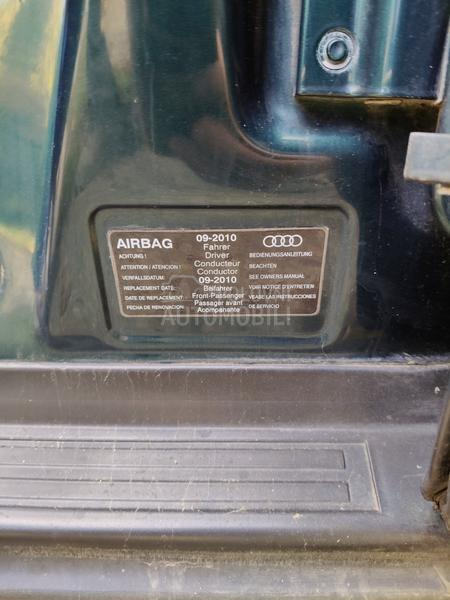 AIRBAG
ACHTUNG !
ATTENTION / ATENCION !
VERFALLSDATUM:
REPLACEMENT DATE:
DATE DE REPLACEMENT
FECHA DE RENOVACION
09-2010
Fahrer
Driver
Conducteur
Conductor
09-2010
Beifahrer
Front-Passenger
Passager avant
Acompanante
BEDIENUNGSANLEITUNG
BEACHTEN
SEE OWNERS MANUAL
VOIR NOTICE D'ENTRETIEN
VEASE LAS INSTRUCCIONES
DE SERVICIO
AUTOMOBILI